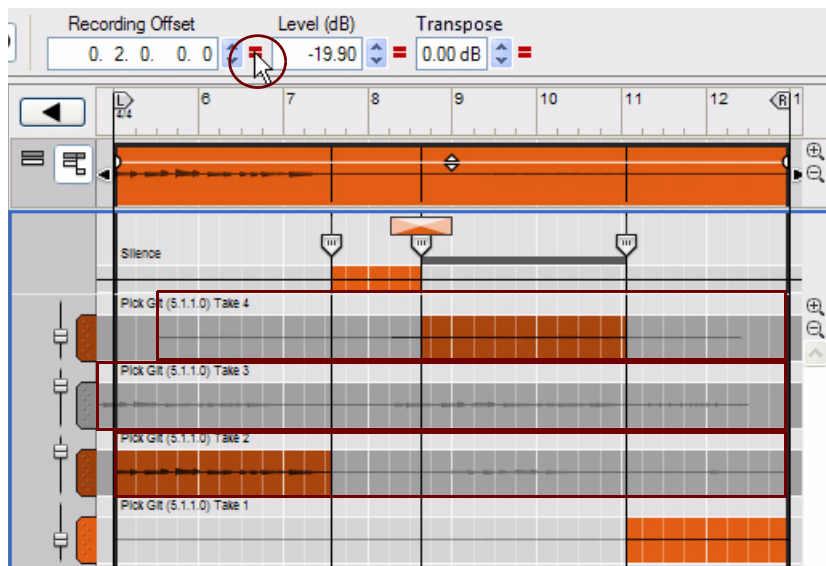 Recording Offset Level (dB) Transpose
0. 2. 0. 0. 0 = -19.90 = 0.00 dB =
L 6 7 8 9 10 11 12 R 1
4/4
Silence
Pick Git (5.1.1.0) Take 4
Pick Git (5.1.1.0) Take 3
Pick Git (5.1.1.0) Take 2
Pick Git (5.1.1.0) Take 1